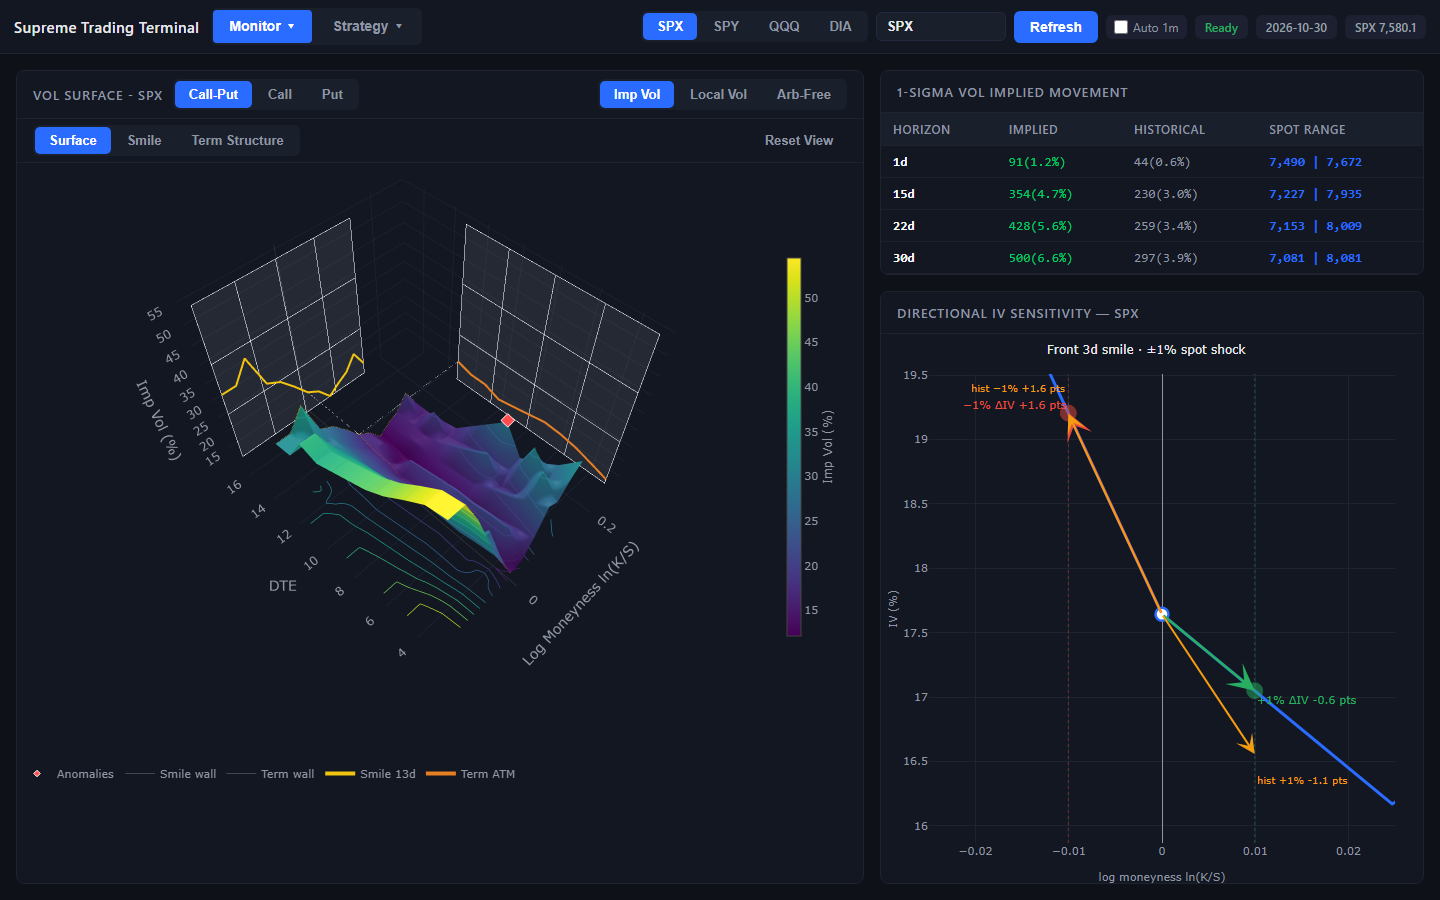 Supreme Trading Terminal
Monitor ▾
Strategy ▾
SPX
SPY
QQQ
DIA
SPX
Refresh
Auto 1m
Ready
2026-10-30
SPX 7,580.1
VOL SURFACE - SPX
Call-Put
Call
Put
Imp Vol
Local Vol
Arb-Free
Surface
Smile
Term Structure
Reset View
55
50
45
40
35
30
25
20
15
Imp Vol (%)
16
14
12
10
8
6
4
DTE
0.2
0
Log Moneyness ln(K/S)
50
45
40
35
30
25
20
15
Imp Vol (%)
Anomalies
Smile wall
Term wall
Smile 13d
Term ATM
1-SIGMA VOL IMPLIED MOVEMENT
HORIZON IMPLIED HISTORICAL SPOT RANGE
1d 91(1.2%) 44(0.6%) 7,490 | 7,672
15d 354(4.7%) 230(3.0%) 7,227 | 7,935
22d 428(5.6%) 259(3.4%) 7,153 | 8,009
30d 500(6.6%) 297(3.9%) 7,081 | 8,081
DIRECTIONAL IV SENSITIVITY — SPX
Front 3d smile · ±1% spot shock
19.5
19
18.5
18
17.5
17
16.5
16
IV (%)
hist −1% +1.6 pts
−1% ΔIV +1.6 pts
+1% ΔIV -0.6 pts
hist +1% -1.1 pts
−0.02
−0.01
0
0.01
0.02
log moneyness ln(K/S)